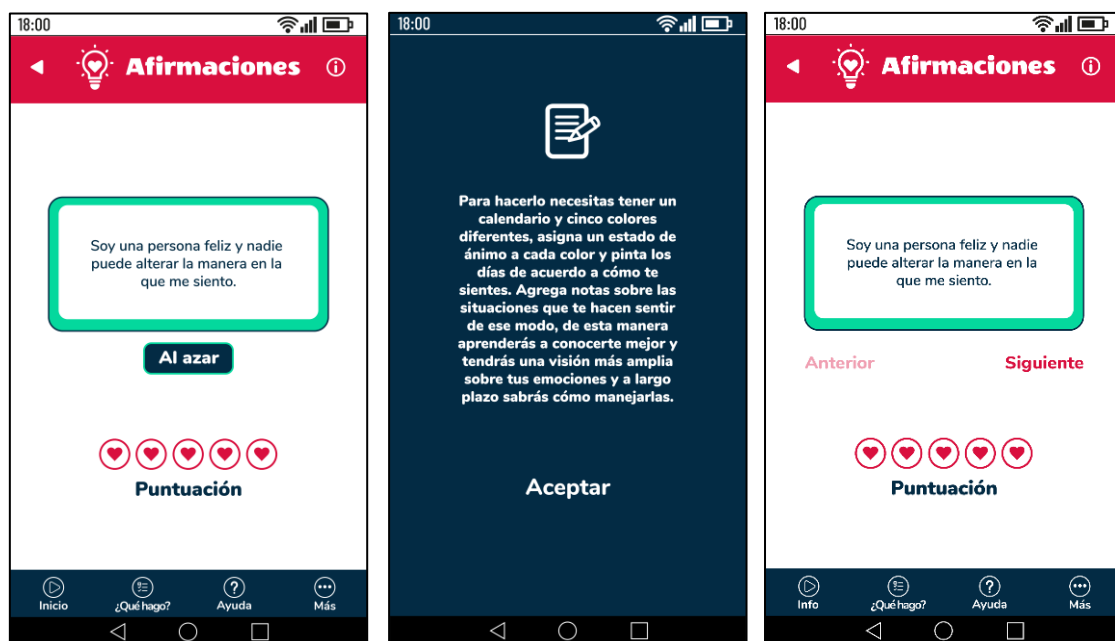 18:00
Afirmaciones
Soy una persona feliz y nadie
puede alterar la manera en la
que me siento.
Al azar
Puntuación
Inicio
¿Qué hago?
Ayuda
Más
18:00
Para hacerlo necesitas tener un
calendario y cinco colores
diferentes, asigna un estado de
ánimo a cada color y pinta los
días de acuerdo a cómo te
sientes. Agrega notas sobre las
situaciones que te hacen sentir
de ese modo, de esta manera
aprenderás a conocerte mejor y
tendrás una visión más amplia
sobre tus emociones y a largo
plazo sabrás cómo manejarlas.
Aceptar
18:00
Afirmaciones
Soy una persona feliz y nadie
puede alterar la manera en la
que me siento.
Anterior
Siguiente
Puntuación
Info
¿Qué hago?
Ayuda
Más